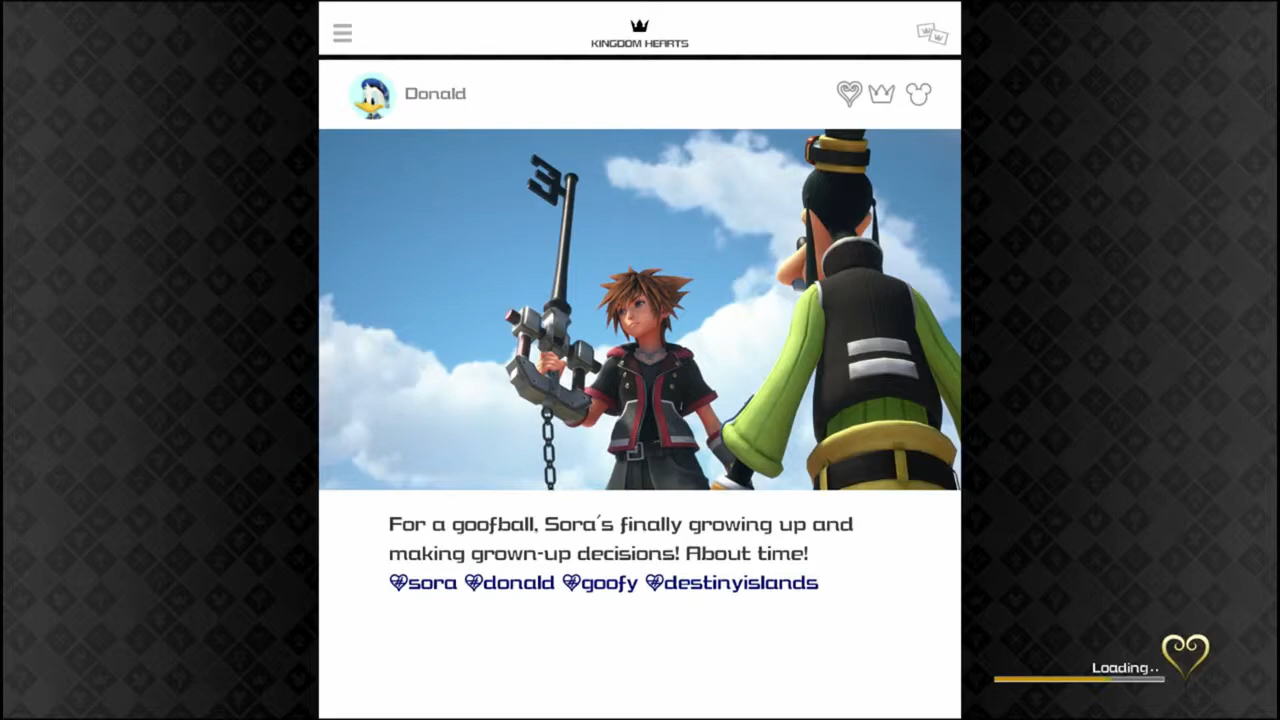 KINGDOM HEARTS
Donald
For a goofball, Sora's finally growing up and
making grown-up decisions! About time!
sora donald goofy destinyislands
Loading..